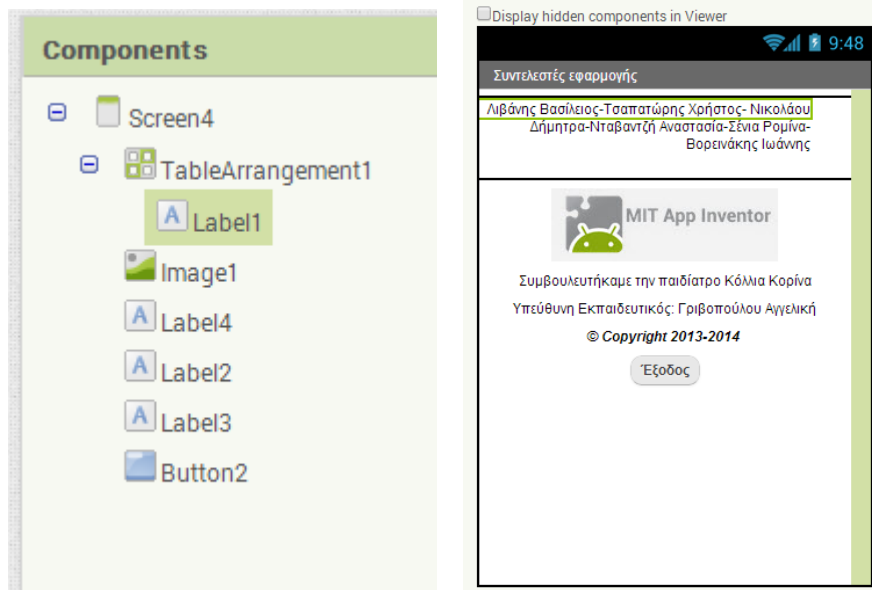 Components
Screen4
TableArrangement1
A Label1
Image1
A Label4
A Label2
A Label3
Button2
Display hidden components in Viewer
9:48
Συντελεστές εφαρμογής
Λιβάνης Βασίλειος-Τσαπατώρης Χρήστος- Νικολάου
Δήμητρα-Νταβαντζή Αναστασία-Ξένια Ρομίνα-
Βορεινάκης Ιωάννης
MIT App Inventor
Συμβουλευτήκαμε την παιδίατρο Κόλλια Κορίνα
Υπεύθυνη Εκπαιδευτικός: Γριβοπούλου Αγγελική
© Copyright 2013-2014
Έξοδος